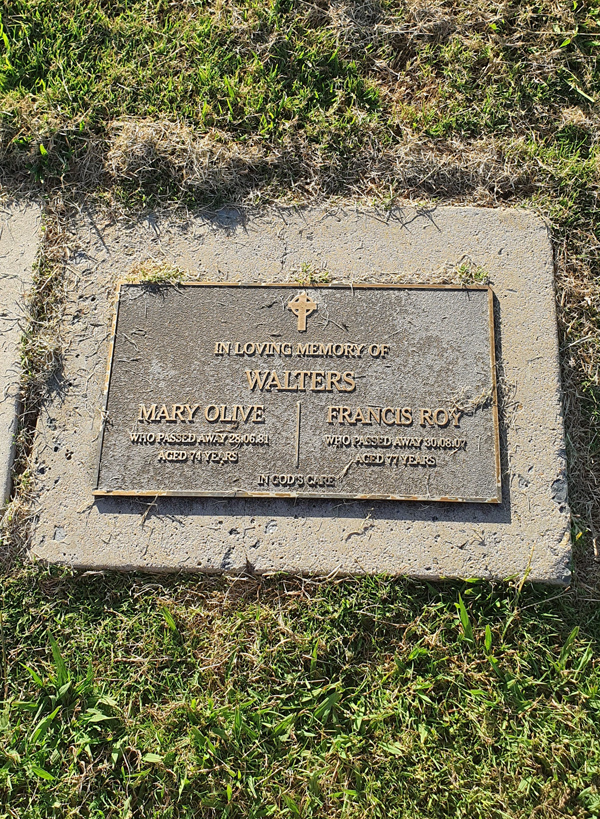 IN LOVING MEMORY OF
WALTERS
MARY OLIVE
WHO PASSED AWAY 28.06.81
AGED 74 YEARS
FRANCIS ROY
WHO PASSED AWAY 30.08.07
AGED 77 YEARS
IN GOD'S CARE